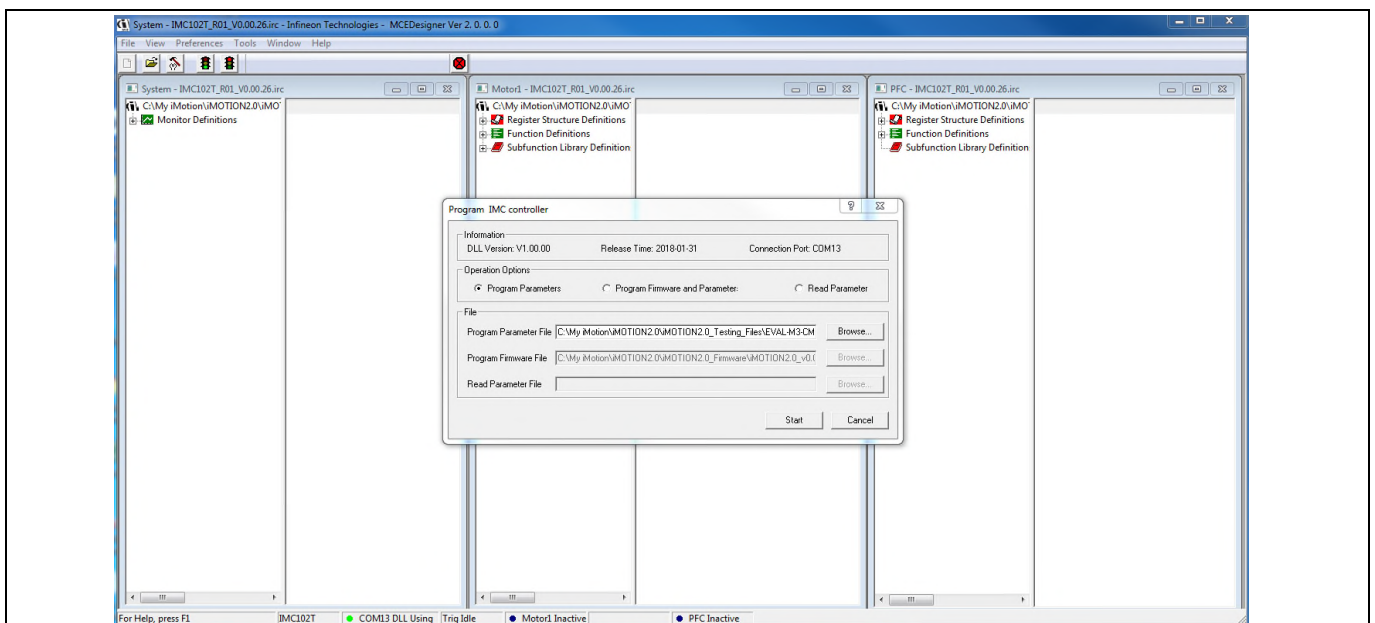 System - IMC102T_R01_V0.00.26.irc - Infineon Technologies - MCEDesigner Ver 2. 0. 0. 0
File View Preferences Tools Window Help
System - IMC102T_R01_V0.00.26.irc
C:\My iMotion\iMOTION2.0\iMO
Monitor Definitions
Motor1 - IMC102T_R01_V0.00.26.irc
C:\My iMotion\iMOTION2.0\iMO
Register Structure Definitions
Function Definitions
Subfunction Library Definition
PFC - IMC102T_R01_V0.00.26.irc
C:\My iMotion\iMOTION2.0\iMO
Register Structure Definitions
Function Definitions
Subfunction Library Definition
Program IMC controller
Information
DLL Version: V1.00.00 Release Time: 2018-01-31 Connection Port: COM13
Operation Options
Program Parameters Program Firmware and Parameter: Read Parameter
File
Program Parameter File C:\My iMotion\iMOTION2.0\iMOTION2.0_Testing_Files\EVAL-M3-CM Browse...
Program Firmware File C:\My iMotion\iMOTION2.0\iMOTION2.0_Firmware\iMOTION2.0_v0.( Browse...
Read Parameter File Browse...
Start Cancel
For Help, press F1 IMC102T COM13 DLL Using Trig Idle Motor1 Inactive PFC Inactive